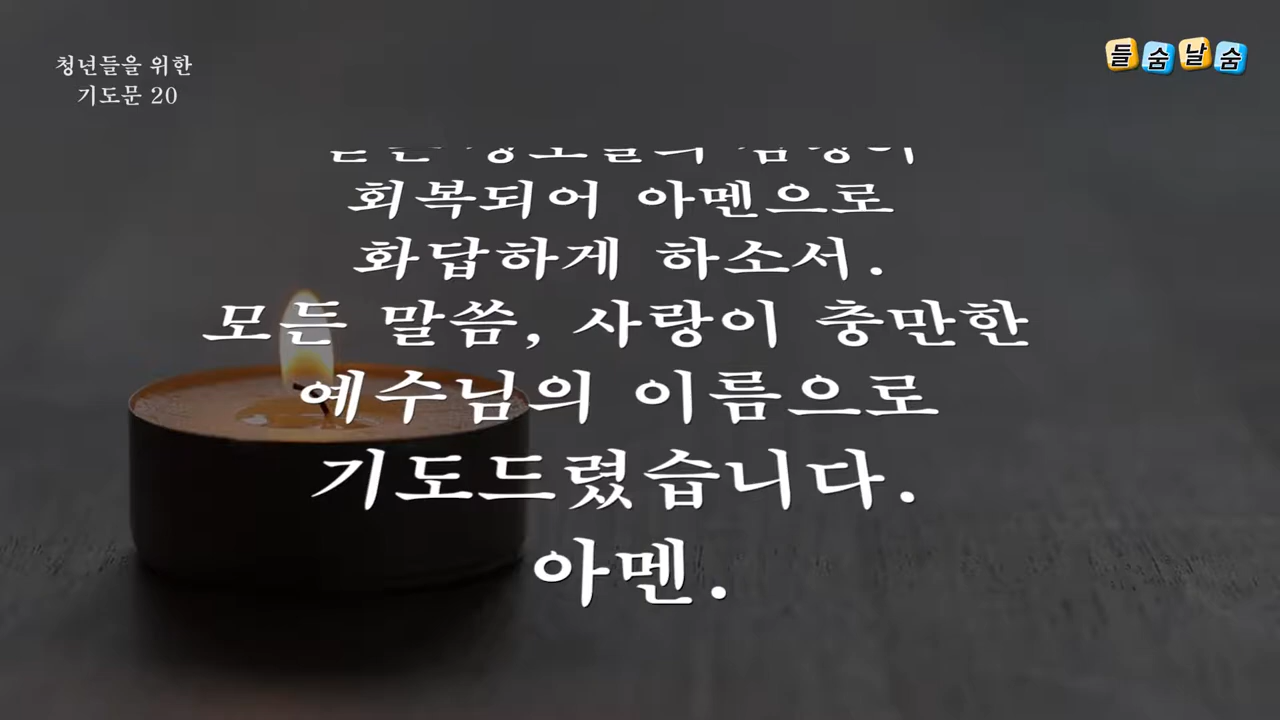 청년들을 위한
기도문 20
들숨날숨
회복되어 아멘으로
화답하게 하소서.
모든 말씀, 사랑이 충만한
예수님의 이름으로
기도드렸습니다.
아멘.